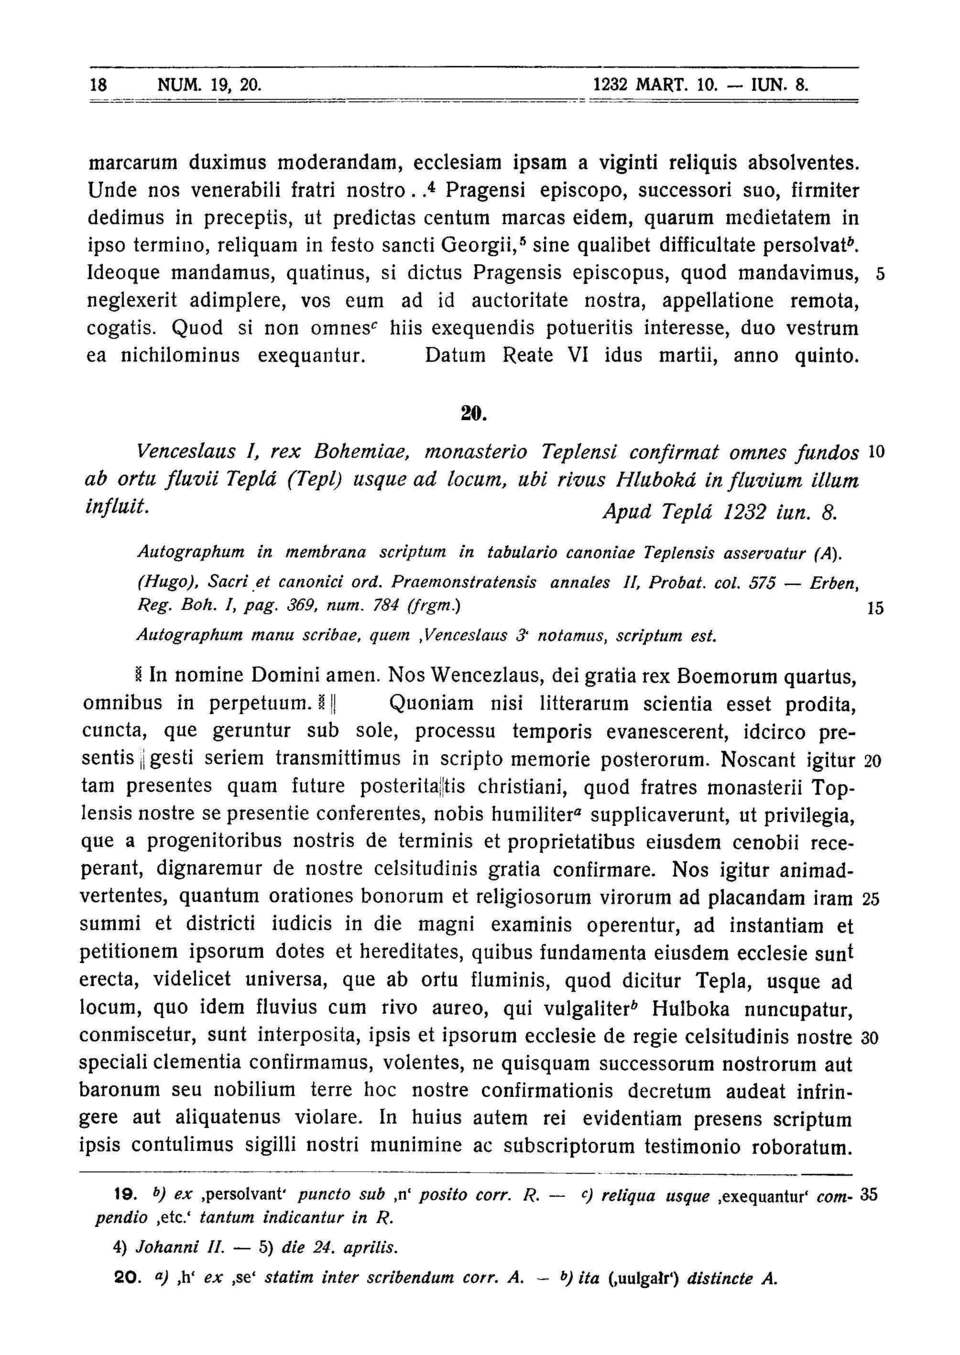 18 NUM. 19, 20. 1232 MART. 10. — IUN. 8.
marcarum duximus moderandam, ecclesiam ipsam a viginti reliquis absolventes.
Unde nos venerabili fratri nostro . .⁴ Pragensi episcopo, successori suo, firmiter
dedimus in preceptis, ut predictas centum marcas eidem, quarum medietatem in
ipso termino, reliquam in festo sancti Georgii,⁵ sine qualibet difficultate persolvatᵇ.
Ideoque mandamus, quatinus, si dictus Pragensis episcopus, quod mandavimus, 5
neglexerit adimplere, vos eum ad id auctoritate nostra, appellatione remota,
cogatis. Quod si non omnesᶜ hiis exequendis potueritis interesse, duo vestrum
ea nichilominus exequantur. Datum Reate VI idus martii, anno quinto.
20.
Venceslaus I, rex Bohemiae, monasterio Teplensi confirmat omnes fundos 10
ab ortu fluvii Teplá (Tepl) usque ad locum, ubi rivus Hluboká in fluvium illum
influit. Apud Teplá 1232 iun. 8.
Autographum in membrana scriptum in tabulario canoniae Teplensis asservatur (A).
(Hugo), Sacri et canonici ord. Praemonstratensis annales II, Probat. col. 575 — Erben,
Reg. Boh. I, pag. 369, num. 784 (frgm.) 15
Autographum manu scribae, quem ‚Venceslaus 3‘ notamus, scriptum est.
⁞ In nomine Domini amen. Nos Wencezlaus, dei gratia rex Boemorum quartus,
omnibus in perpetuum. ⁞ || Quoniam nisi litterarum scientia esset prodita,
cuncta, que geruntur sub sole, processu temporis evanescerent, idcirco pre-
sentis || gesti seriem transmittimus in scripto memorie posterorum. Noscant igitur 20
tam presentes quam future posterita||tis christiani, quod fratres monasterii Top-
lensis nostre se presentie conferentes, nobis humiliterᵃ supplicaverunt, ut privilegia,
que a progenitoribus nostris de terminis et proprietatibus eiusdem cenobii rece-
perant, dignaremur de nostre celsitudinis gratia confirmare. Nos igitur animad-
vertentes, quantum orationes bonorum et religiosorum virorum ad placandam iram 25
summi et districti iudicis in die magni examinis operentur, ad instantiam et
petitionem ipsorum dotes et hereditates, quibus fundamenta eiusdem ecclesie sunt
erecta, videlicet universa, que ab ortu fluminis, quod dicitur Tepla, usque ad
locum, quo idem fluvius cum rivo aureo, qui vulgaliterᵇ Hulboka nuncupatur,
conmiscetur, sunt interposita, ipsis et ipsorum ecclesie de regie celsitudinis nostre 30
speciali clementia confirmamus, volentes, ne quisquam successorum nostrorum aut
baronum seu nobilium terre hoc nostre confirmationis decretum audeat infrin-
gere aut aliquatenus violare. In huius autem rei evidentiam presens scriptum
ipsis contulimus sigilli nostri munimine ac subscriptorum testimonio roboratum.
19. ᵇ) ex ‚persolvant‘ puncto sub ‚n‘ posito corr. R. — ᶜ) reliqua usque ‚exequantur‘ com- 35
pendio ‚etc.‘ tantum indicantur in R.
4) Johanni II. — 5) die 24. aprilis.
20. ᵃ) ‚h‘ ex ‚se‘ statim inter scribendum corr. A. — ᵇ) ita (‚uulgalr‘) distincte A.